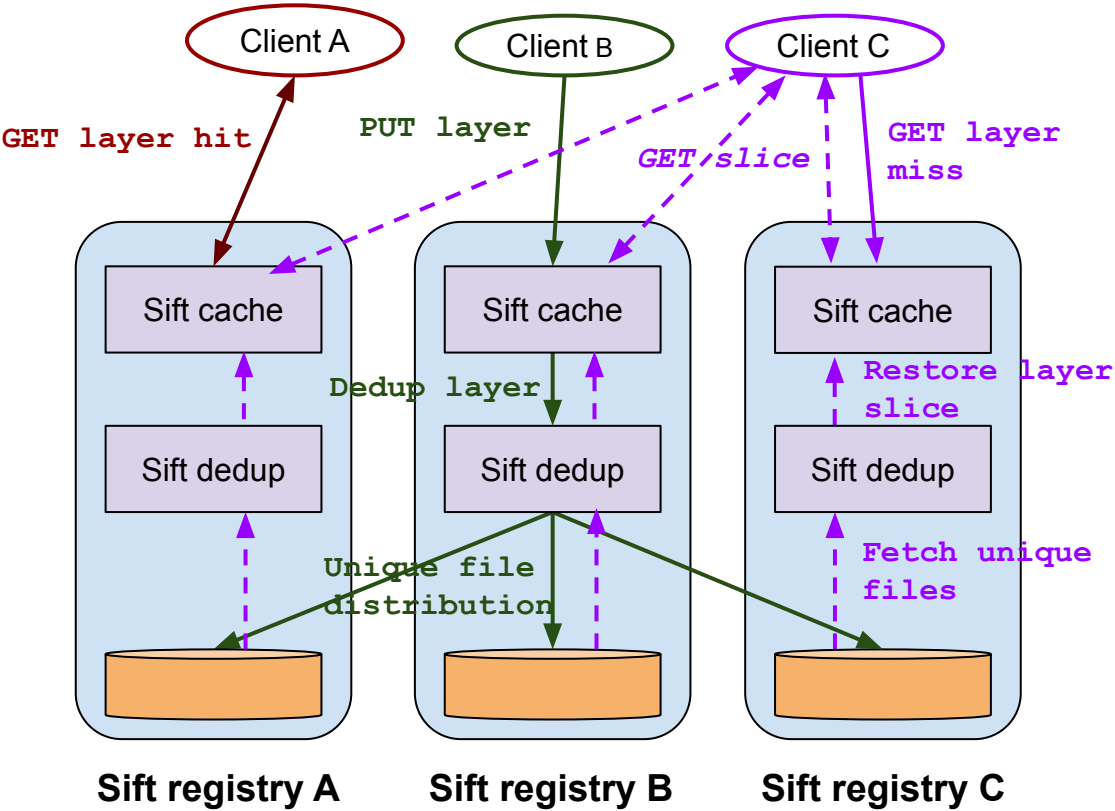 Client A
Client B
Client C
GET layer hit
PUT layer
GET slice
GET layer
miss
Sift cache
Sift cache
Sift cache
Dedup layer
Restore layer
slice
Sift dedup
Sift dedup
Sift dedup
Unique file
distribution
Fetch unique
files
Sift registry A
Sift registry B
Sift registry C